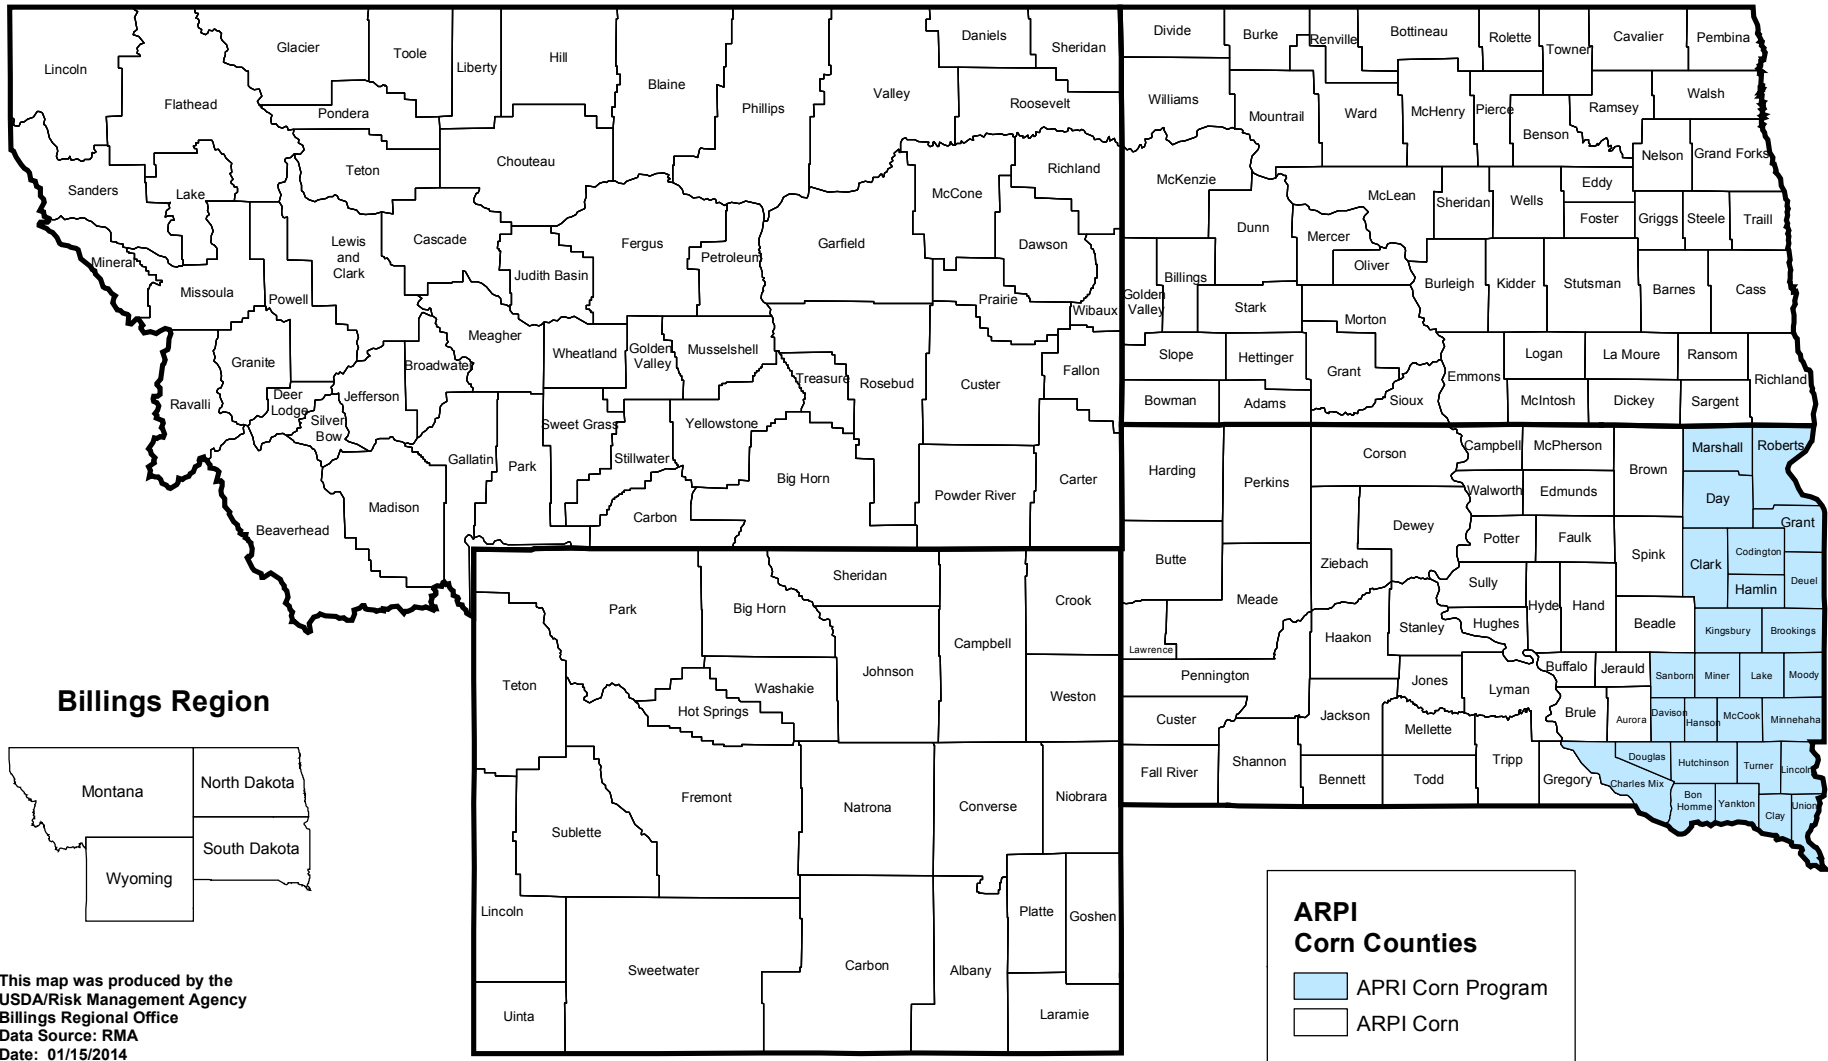 Lincoln
Flathead
Glacier
Toole
Liberty
Hill
Blaine
Phillips
Valley
Daniels
Sheridan
Roosevelt
Pondera
Teton
Chouteau
Sanders
Lake
McCone
Richland
Mineral
Missoula
Powell
Lewis
and
Clark
Cascade
Judith Basin
Fergus
Petroleum
Garfield
Dawson
Prairie
Wibaux
Granite
Ravalli
Deer
Lodge
Silver
Bow
Jefferson
Broadwater
Meagher
Wheatland
Golden
Valley
Musselshell
Treasure
Rosebud
Custer
Fallon
Sweet Grass
Stillwater
Yellowstone
Gallatin
Park
Big Horn
Powder River
Carter
Carbon
Madison
Beaverhead
Divide
Burke
Renville
Bottineau
Rolette
Towner
Cavalier
Pembina
Williams
Mountrail
Ward
McHenry
Pierce
Benson
Ramsey
Walsh
Nelson
Grand Forks
McKenzie
McLean
Sheridan
Wells
Eddy
Foster
Griggs
Steele
Traill
Dunn
Mercer
Oliver
Billings
Golden
Valley
Stark
Burleigh
Kidder
Stutsman
Barnes
Cass
Morton
Slope
Hettinger
Grant
Emmons
Logan
La Moure
Ransom
Richland
Bowman
Adams
Sioux
McIntosh
Dickey
Sargent
Harding
Perkins
Corson
Campbell
McPherson
Brown
Marshall
Roberts
Walworth
Edmunds
Day
Butte
Dewey
Ziebach
Potter
Faulk
Spink
Grant
Clark
Codington
Hamlin
Deuel
Meade
Sully
Hyde
Hand
Beadle
Kingsbury
Brookings
Lawrence
Haakon
Stanley
Hughes
Buffalo
Jerauld
Sanborn
Miner
Lake
Moody
Pennington
Jones
Lyman
Custer
Jackson
Mellette
Brule
Aurora
Davison
Hanson
McCook
Minnehaha
Fall River
Shannon
Bennett
Todd
Tripp
Gregory
Douglas
Charles Mix
Hutchinson
Turner
Lincoln
Bon
Homme
Yankton
Clay
Union
Park
Big Horn
Sheridan
Crook
Campbell
Johnson
Teton
Washakie
Hot Springs
Weston
Fremont
Natrona
Converse
Niobrara
Sublette
Lincoln
Platte
Goshen
Sweetwater
Carbon
Albany
Uinta
Laramie
Billings Region
Montana
North Dakota
South Dakota
Wyoming
This map was produced by the
USDA/Risk Management Agency
Billings Regional Office
Data Source: RMA
Date: 01/15/2014
ARPI
Corn Counties
APRI Corn Program
ARPI Corn